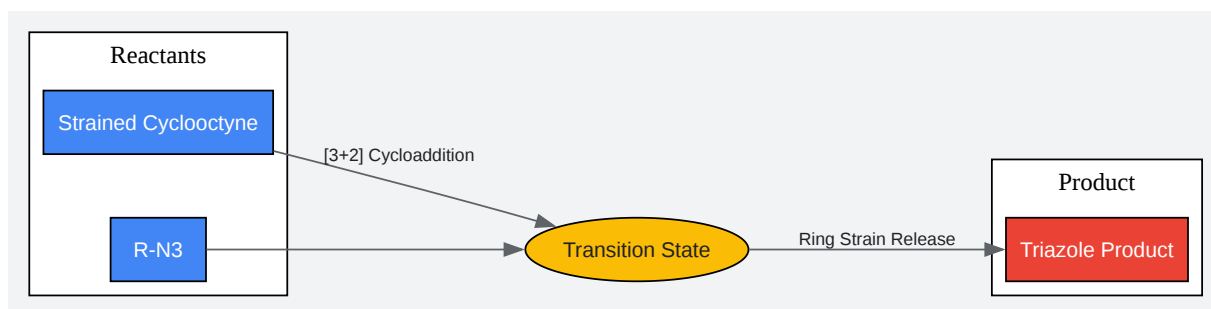 Reactants
Strained Cyclooctyne
[3+2] Cycloaddition
R-N3
Transition State
Ring Strain Release
Product
Triazole Product